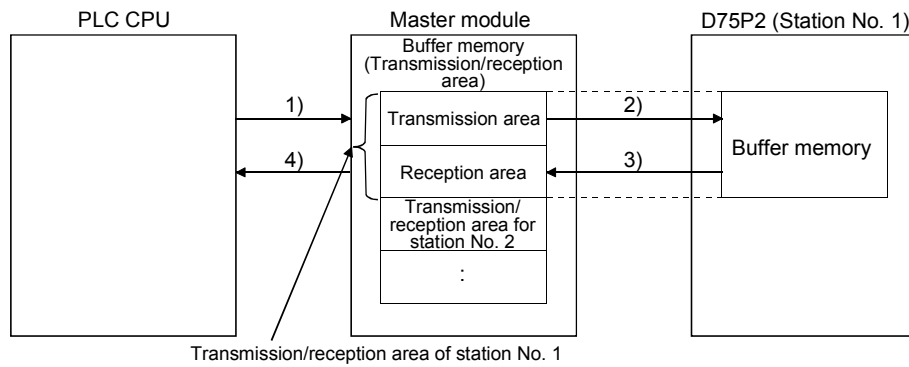 PLC CPU
Master module
D75P2 (Station No. 1)
Buffer memory
(Transmission/reception
area)
1)
Transmission area
2)
Buffer memory
4)
Reception area
3)
Transmission/
reception area for
station No. 2
:
Transmission/reception area of station No. 1